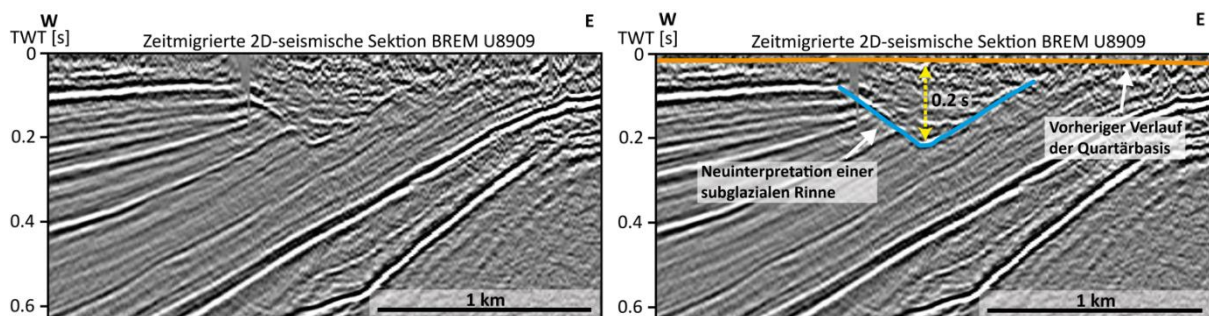 W
E
TWT [s]
Zeitmigrierte 2D-seismische Sektion BREM U8909
0
0.2
0.4
0.6
1 km
W
E
TWT [s]
Zeitmigrierte 2D-seismische Sektion BREM U8909
0
0.2 s
0.2
Vorheriger Verlauf
der Quartärbasis
Neuinterpretation einer
subglazialen Rinne
0.4
0.6
1 km